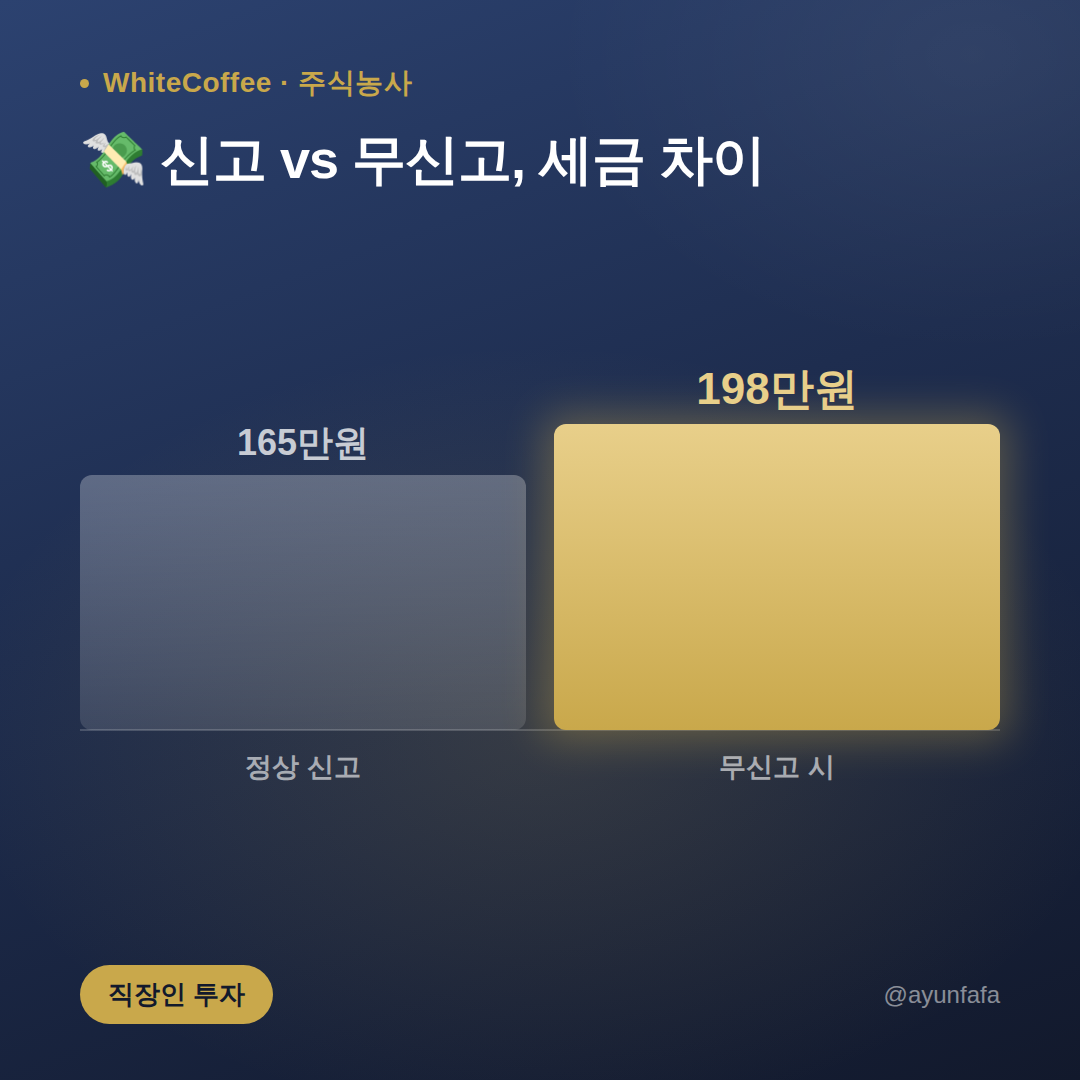 WhiteCoffee · 주식농사
💸 신고 vs 무신고, 세금 차이
198만원
165만원
정상 신고
무신고 시
직장인 투자
@ayunfafa